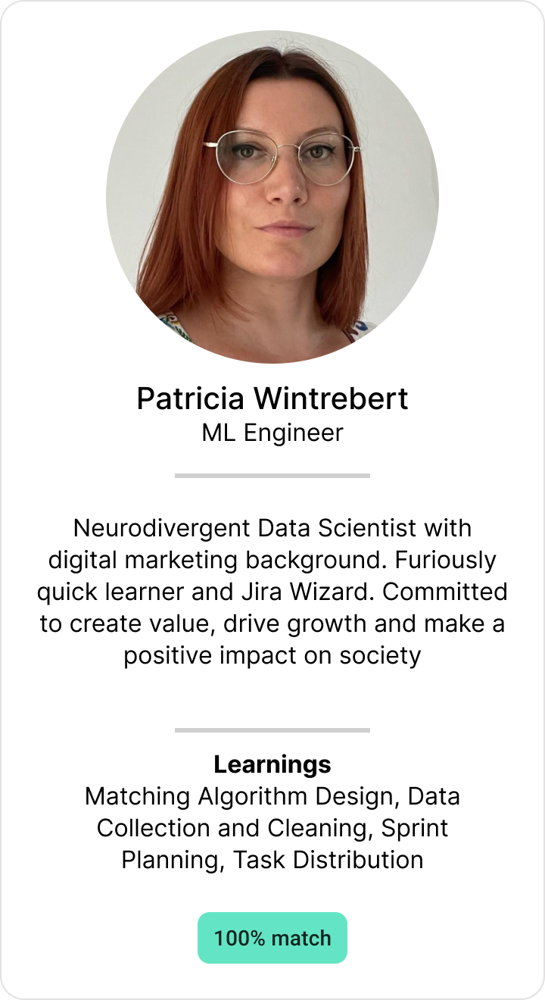 Patricia Wintrebert
ML Engineer
Neurodivergent Data Scientist with
digital marketing background. Furiously
quick learner and Jira Wizard. Committed
to create value, drive growth and make a
positive impact on society
Learnings
Matching Algorithm Design, Data
Collection and Cleaning, Sprint
Planning, Task Distribution
100% match